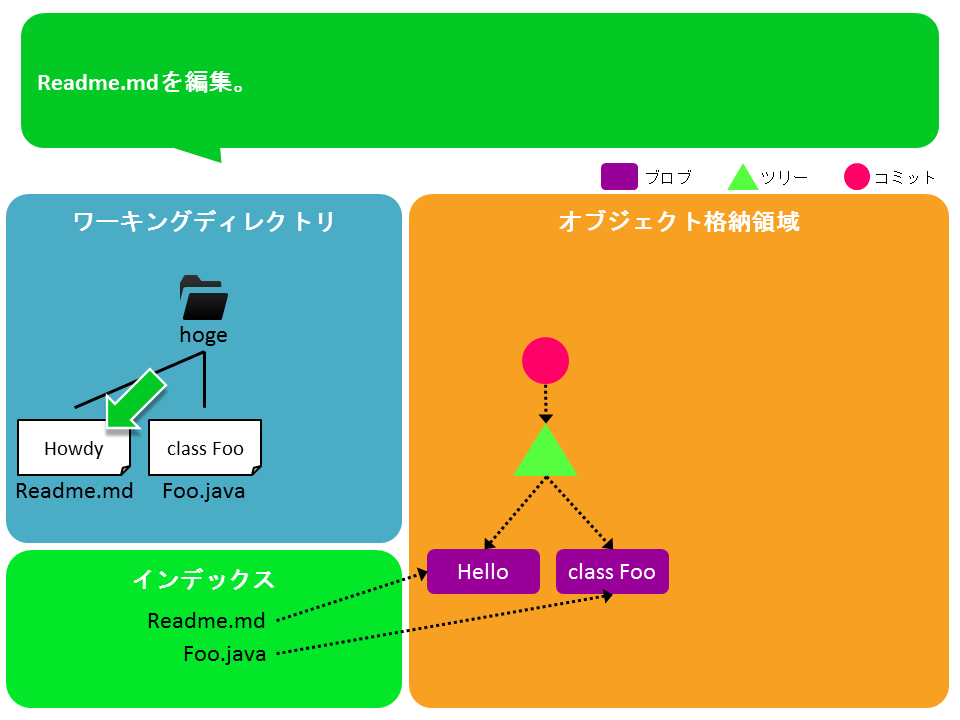 Readme.mdを編集。
ブロブ
ツリー
コミット
ワーキングディレクトリ
hoge
Howdy
class Foo
Readme.md
Foo.java
オブジェクト格納領域
Hello
class Foo
インデックス
Readme.md
Foo.java